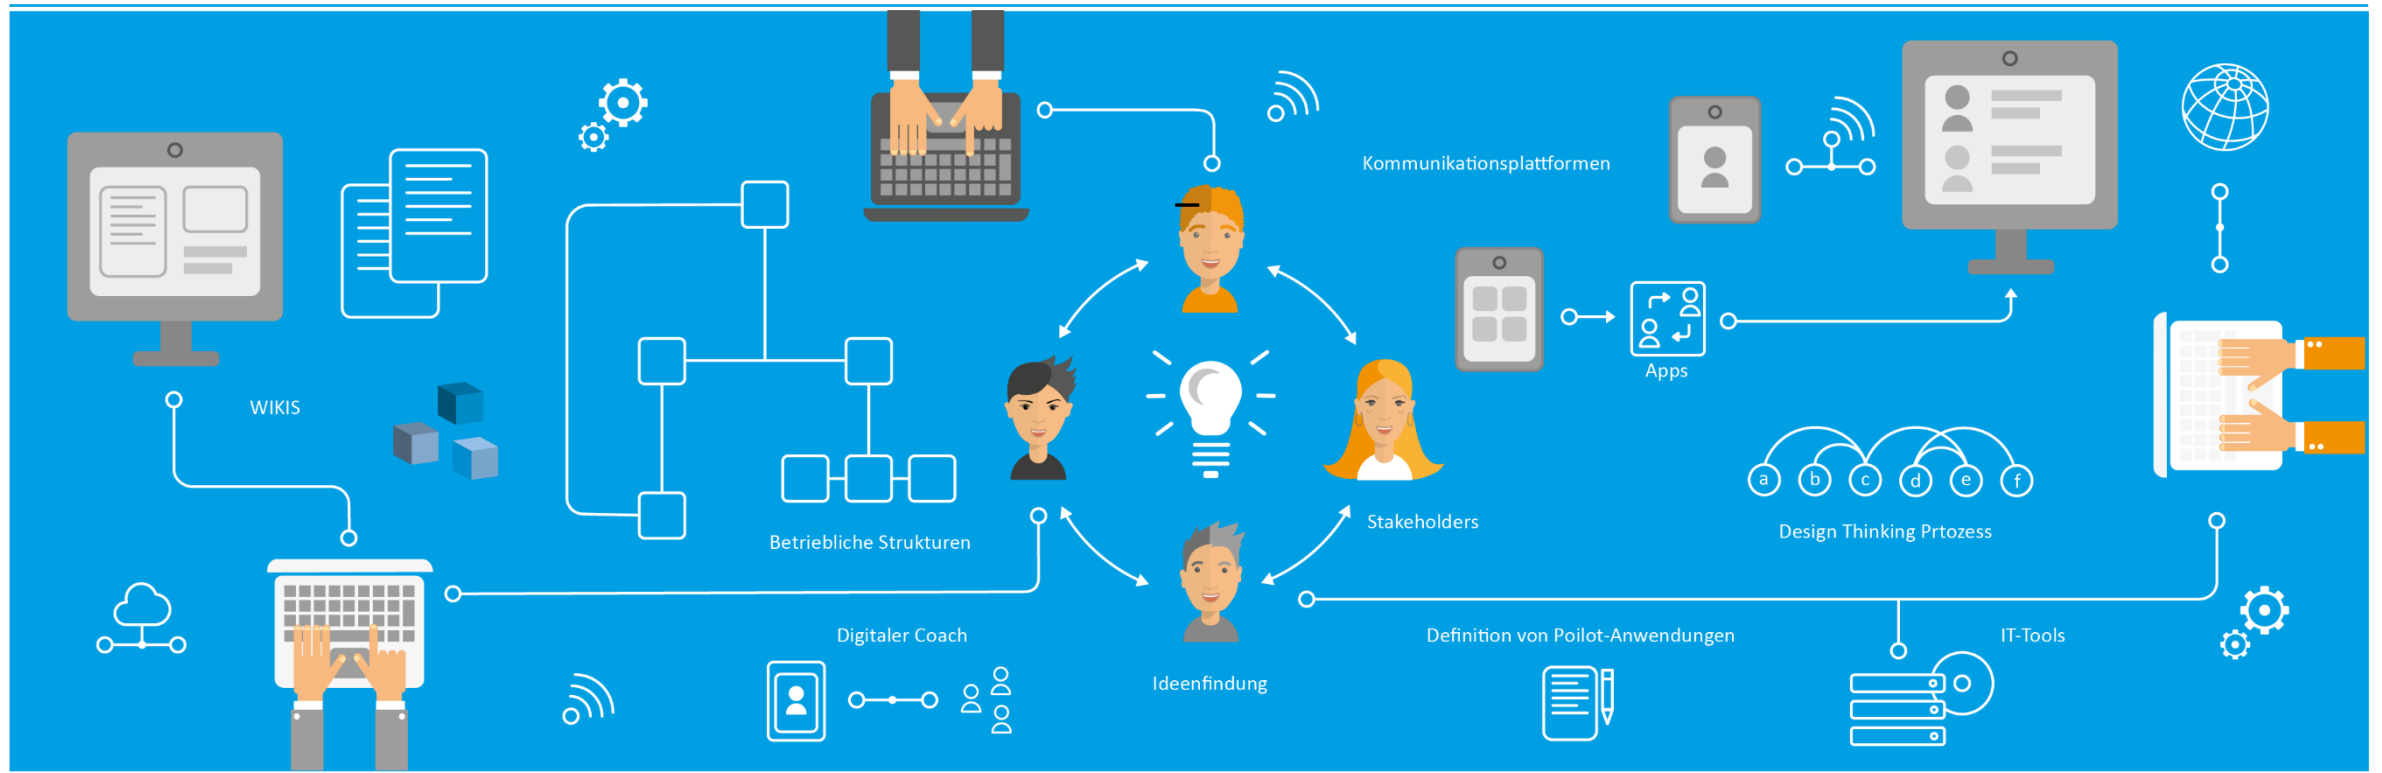 Kommunikationsplattformen
Apps
WIKIS
a b c d e f
Stakeholders
Design Thinking Prtozess
Betriebliche Strukturen
Digitaler Coach
Definition von Poilot-Anwendungen
IT-Tools
Ideenfindung